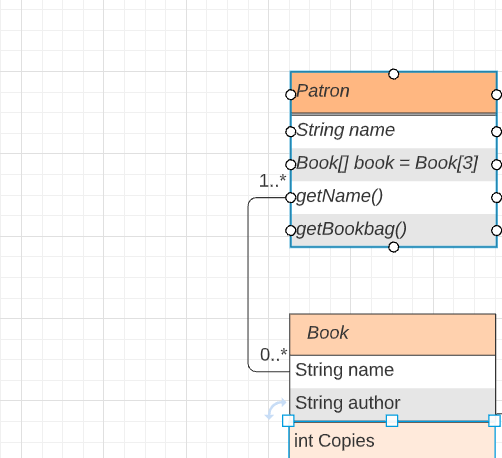 Patron
String name
Book[] book = Book[3]
1..*
getName()
getBookbag()
Book
0..*
String name
String author
int Copies